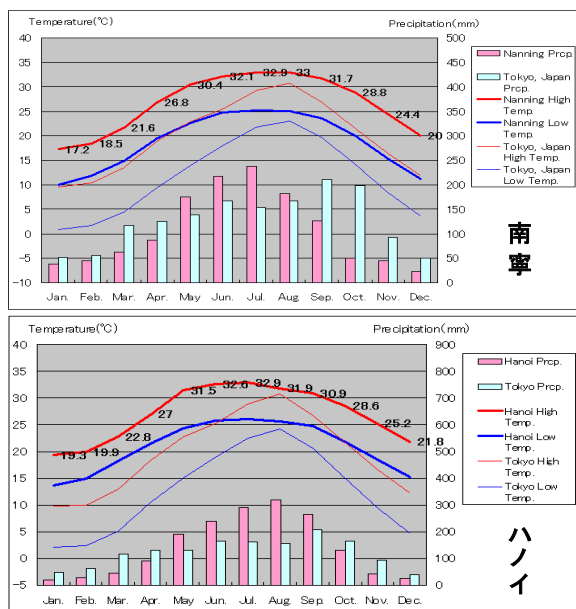 Temperature(°C)
Precipitation(mm)
40
35
30
25
20
15
10
5
0
-5
-10
500
450
400
350
300
250
200
150
100
50
0
17.2
18.5
21.6
26.8
30.4
32.1
32.9
33
31.7
28.8
24.4
20
Jan.
Feb.
Mar.
Apr.
May
Jun.
Jul.
Aug.
Sep.
Oct.
Nov.
Dec.
Nanning Prcp.
Tokyo, Japan
Prcp.
Nanning High
Temp.
Nanning Low
Temp.
Tokyo, Japan
High Temp.
Tokyo, Japan
Low Temp.
南
寧
Temperature(°C)
Precipitation(mm)
40
35
30
25
20
15
10
5
0
-5
900
800
700
600
500
400
300
200
100
0
19.3
19.9
22.8
27
31.5
32.6
32.9
31.9
30.9
28.6
25.2
21.8
Jan.
Feb.
Mar.
Apr.
May
Jun.
Jul.
Aug.
Sep.
Oct.
Nov.
Dec.
Hanoi Prcp.
Tokyo Prcp.
Hanoi High
Temp.
Hanoi Low
Temp.
Tokyo High
Temp.
Tokyo Low
Temp.
ハ
ノ
イ